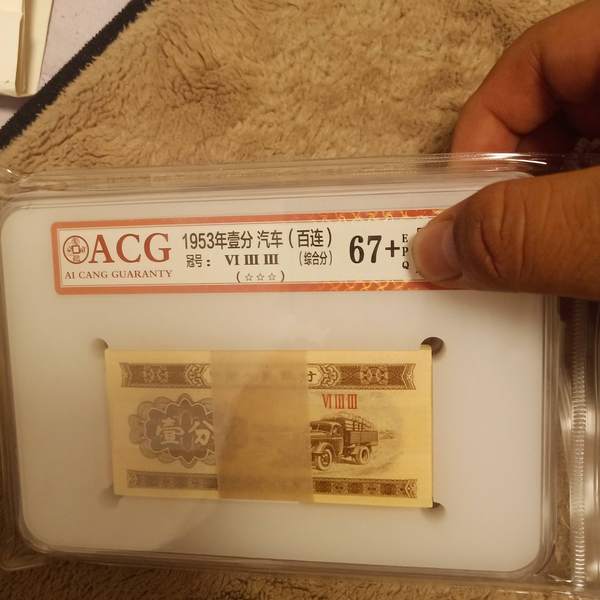 ACG
AI CANG GUARANTY
1953年壹分 汽车（百连）
冠号： VI III III （综合分）
（☆☆☆）
67+
E
P
Q
VI III III
壹分